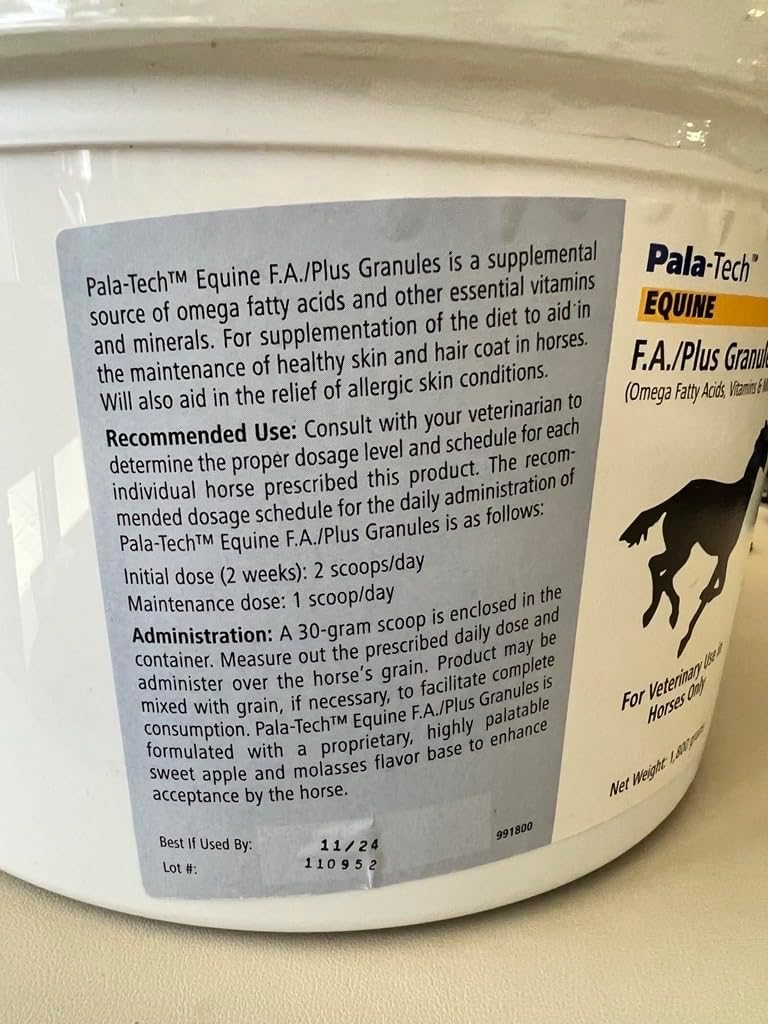 Pala-Tech™ Equine F.A./Plus Granules is a supplemental
source of omega fatty acids and other essential vitamins
and minerals. For supplementation of the diet to aid in
the maintenance of healthy skin and hair coat in horses.
Will also aid in the relief of allergic skin conditions.
Recommended Use: Consult with your veterinarian to
determine the proper dosage level and schedule for each
individual horse prescribed this product. The recom-
mended dosage schedule for the daily administration of
Pala-Tech™ Equine F.A./Plus Granules is as follows:
Initial dose (2 weeks): 2 scoops/day
Maintenance dose: 1 scoop/day
Administration: A 30-gram scoop is enclosed in the
container. Measure out the prescribed daily dose and
administer over the horse's grain. Product may be
mixed with grain, if necessary, to facilitate complete
consumption. Pala-Tech™ Equine F.A./Plus Granules is
formulated with a proprietary, highly palatable
sweet apple and molasses flavor base to enhance
acceptance by the horse.
Best If Used By: 11/24
Lot #: 110952
991800
Pala-Tech™
EQUINE
F.A./Plus
(Omega Fatty Acids, Vitamins &
For Veterinary Use In
Horses Only
Net Weight: 1,800